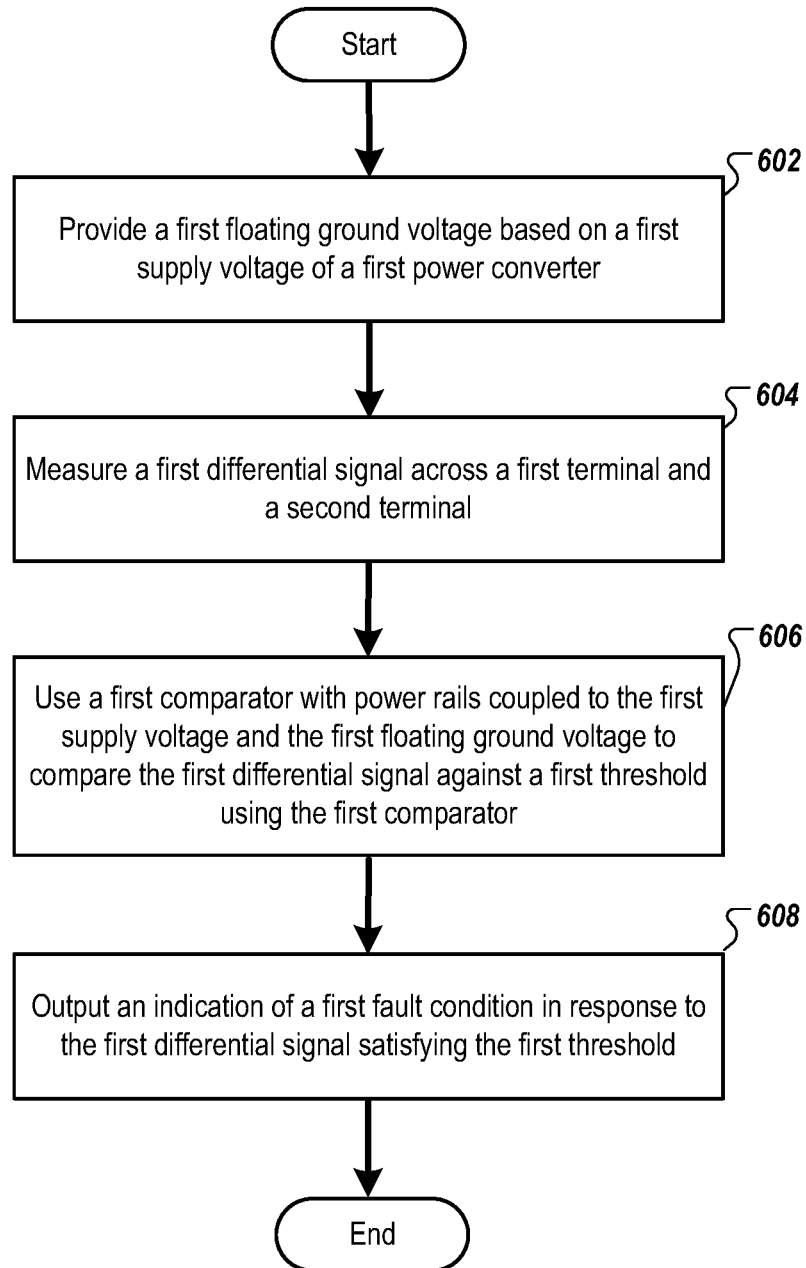 Start
602
Provide a first floating ground voltage based on a first
supply voltage of a first power converter
604
Measure a first differential signal across a first terminal and
a second terminal
606
Use a first comparator with power rails coupled to the first
supply voltage and the first floating ground voltage to
compare the first differential signal against a first threshold
using the first comparator
608
Output an indication of a first fault condition in response to
the first differential signal satisfying the first threshold
End